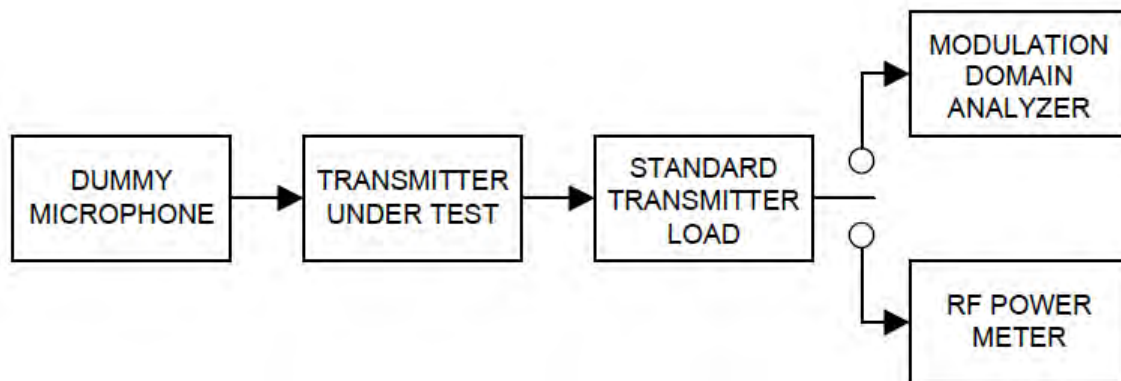 DUMMY
MICROPHONE
TRANSMITTER
UNDER TEST
STANDARD
TRANSMITTER
LOAD
MODULATION
DOMAIN
ANALYZER
RF POWER
METER